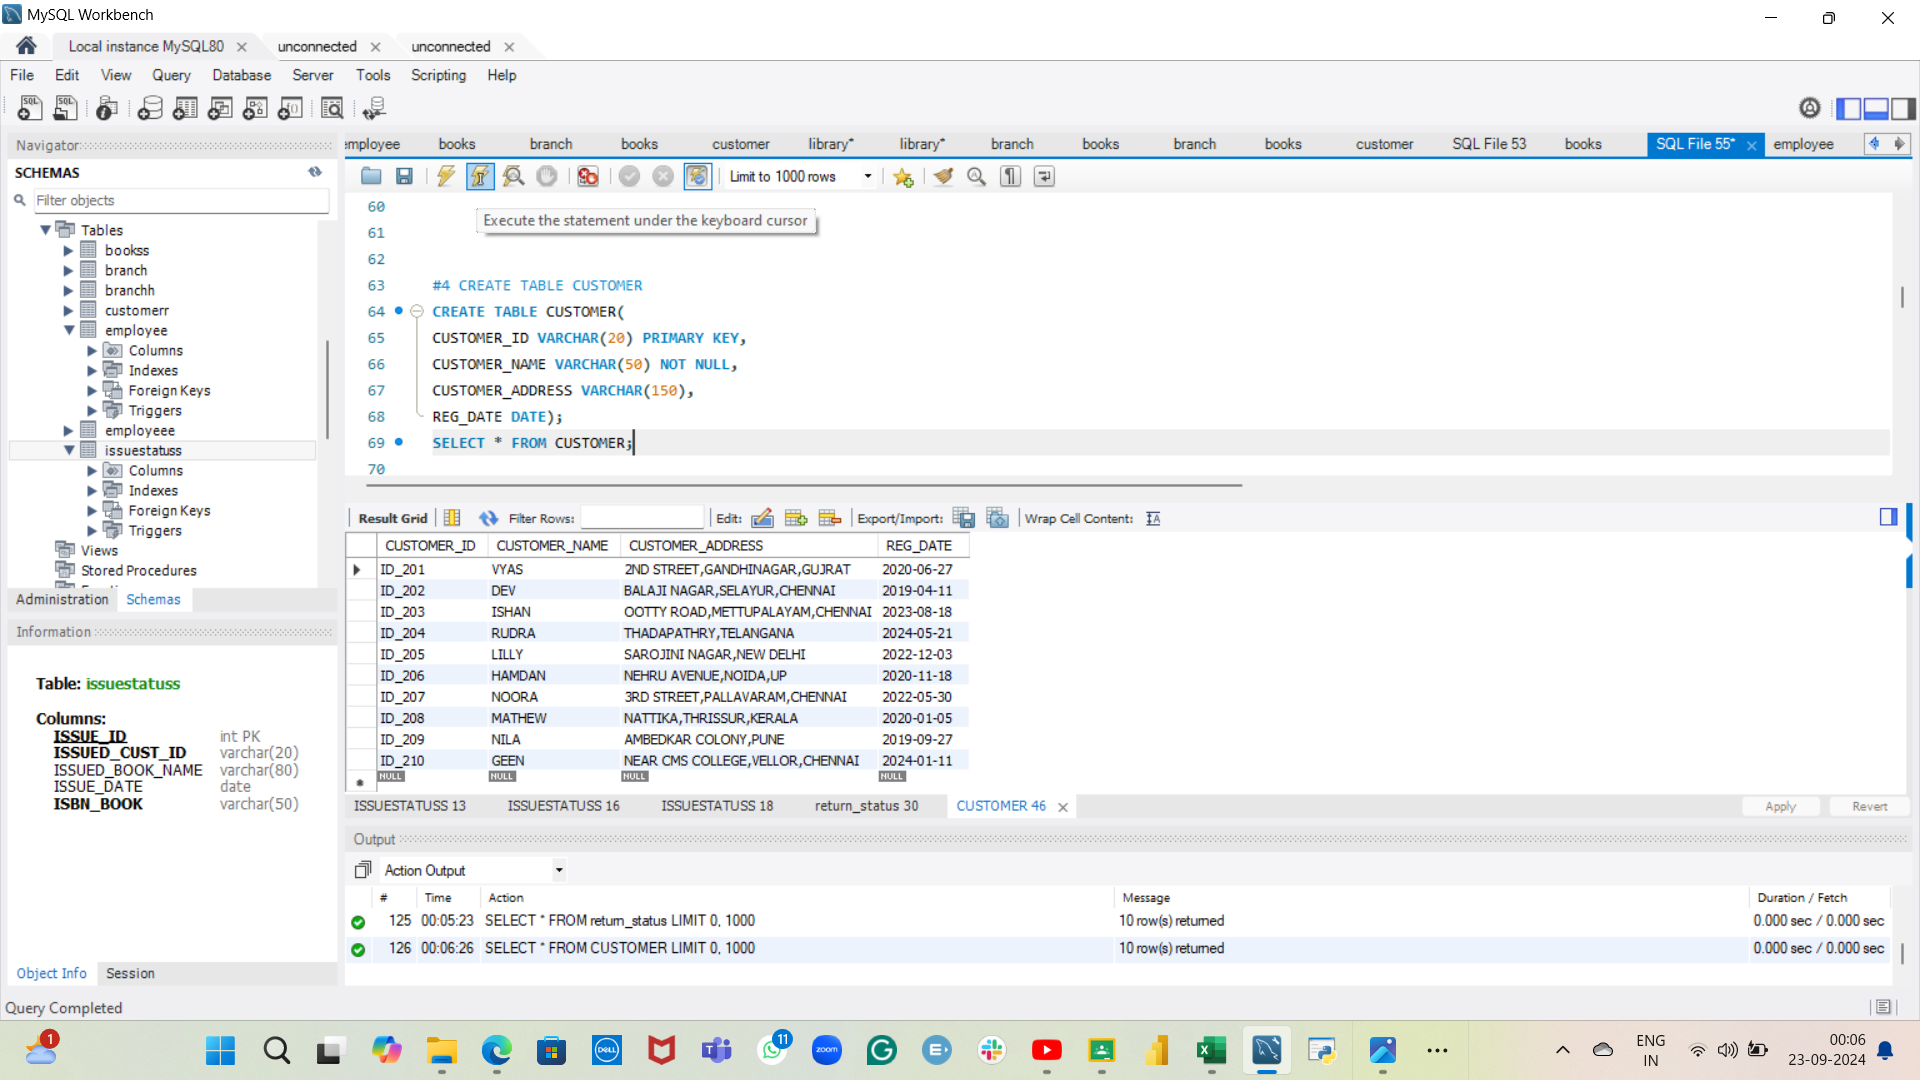 MySQL Workbench
Local instance MySQL80
unconnected
unconnected
File Edit View Query Database Server Tools Scripting Help
Navigator
SCHEMAS
Filter objects
Tables
bookss
branch
branchh
customerr
employee
Columns
Indexes
Foreign Keys
Triggers
employeee
issuestatuss
Columns
Indexes
Foreign Keys
Triggers
Views
Stored Procedures
Administration Schemas
Information
Table: issuestatuss
Columns:
ISSUE_ID int PK
ISSUED_CUST_ID varchar(20)
ISSUED_BOOK_NAME varchar(80)
ISSUE_DATE date
ISBN_BOOK varchar(50)
Object Info Session
Query Completed
employee books branch books customer library* library* branch books branch books customer SQL File 53 books SQL File 55* employee
Limit to 1000 rows
Execute the statement under the keyboard cursor
60
61
62
63 #4 CREATE TABLE CUSTOMER
64 CREATE TABLE CUSTOMER(
65 CUSTOMER_ID VARCHAR(20) PRIMARY KEY,
66 CUSTOMER_NAME VARCHAR(50) NOT NULL,
67 CUSTOMER_ADDRESS VARCHAR(150),
68 REG_DATE DATE);
69 SELECT * FROM CUSTOMER;
70
Result Grid Filter Rows: Edit: Export/Import: Wrap Cell Content:
CUSTOMER_ID CUSTOMER_NAME CUSTOMER_ADDRESS REG_DATE
ID_201 VYAS 2ND STREET,GANDHINAGAR,GUJRAT 2020-06-27
ID_202 DEV BALAJI NAGAR,SELAYUR,CHENNAI 2019-04-11
ID_203 ISHAN OOTTY ROAD,METTUPALAYAM,CHENNAI 2023-08-18
ID_204 RUDRA THADAPATHRY,TELANGANA 2024-05-21
ID_205 LILLY SAROJINI NAGAR,NEW DELHI 2022-12-03
ID_206 HAMDAN NEHRU AVENUE,NOIDA,UP 2020-11-18
ID_207 NOORA 3RD STREET,PALLAVARAM,CHENNAI 2022-05-30
ID_208 MATHEW NATTIKA,THRISSUR,KERALA 2020-01-05
ID_209 NILA AMBEDKAR COLONY,PUNE 2019-09-27
ID_210 GEEN NEAR CMS COLLEGE,VELLOR,CHENNAI 2024-01-11
NULL NULL NULL NULL
ISSUESTATUSS 13 ISSUESTATUSS 16 ISSUESTATUSS 18 return_status 30 CUSTOMER 46 Apply Revert
Output
Action Output
# Time Action Message Duration / Fetch
125 00:05:23 SELECT * FROM return_status LIMIT 0, 1000 10 row(s) returned 0.000 sec / 0.000 sec
126 00:06:26 SELECT * FROM CUSTOMER LIMIT 0, 1000 10 row(s) returned 0.000 sec / 0.000 sec
1
DELL
11
zoom
ENG
IN
00:06
23-09-2024